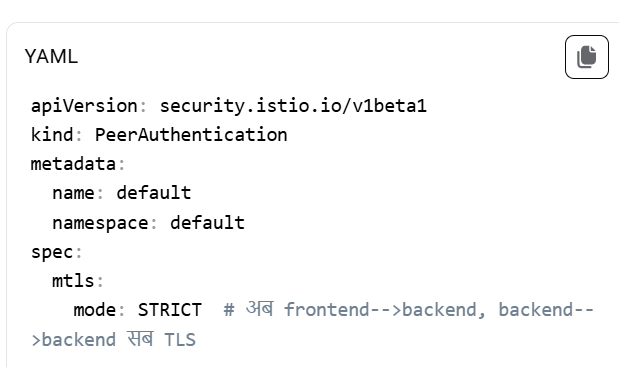 YAML
apiVersion: security.istio.io/v1beta1
kind: PeerAuthentication
metadata:
  name: default
  namespace: default
spec:
  mtls:
    mode: STRICT  # अब frontend-->backend, backend--
>backend सब TLS